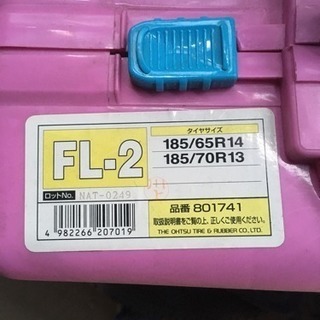 FL-2
タイヤサイズ
185/65R14
185/70R13
ロットNo. NAT-0249
品番 801741
取扱説明書をご覧の上、正しくご使用ください。
THE OHTSU TIRE & RUBBER CO., LTD.
4 982266 207019